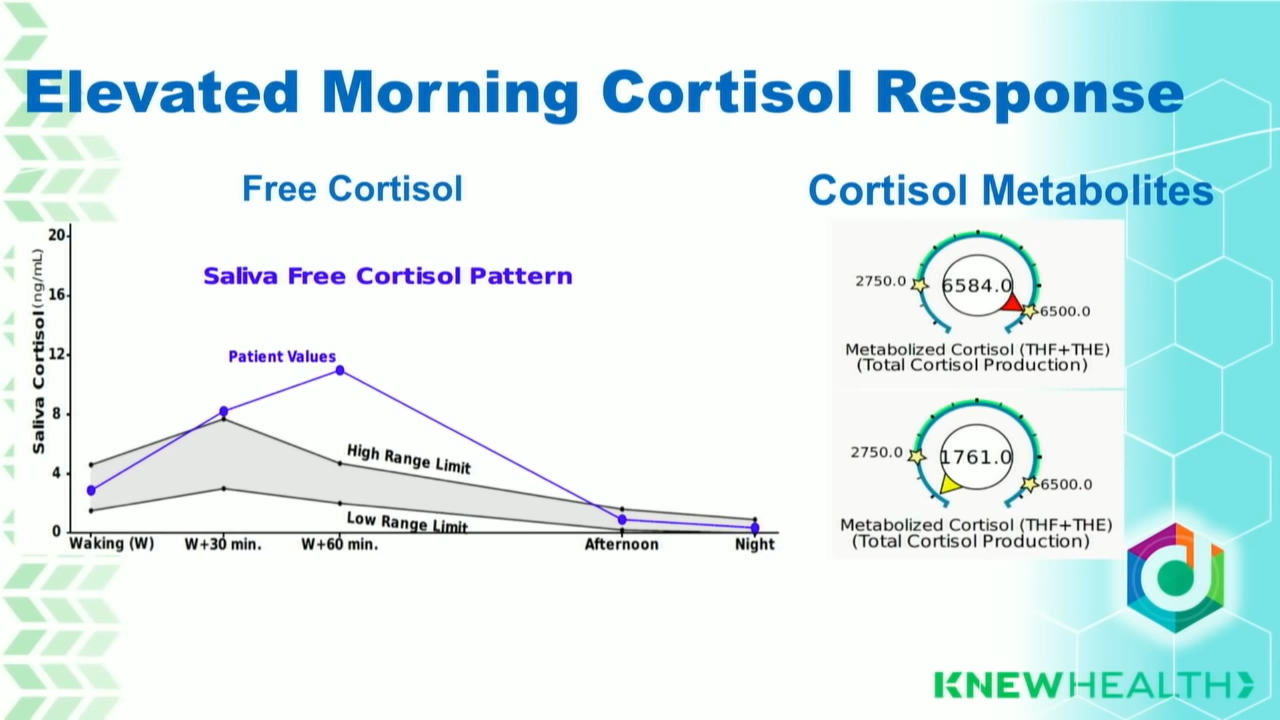 Elevated Morning Cortisol Response
Free Cortisol
Cortisol Metabolites
Saliva Free Cortisol Pattern
Saliva Cortisol(ng/mL)
20
16
12
8
4
0
Patient Values
High Range Limit
Low Range Limit
Waking (W) W+30 min. W+60 min. Afternoon Night
2750.0 6584.0 6500.0
Metabolized Cortisol (THF+THE)
(Total Cortisol Production)
2750.0 1761.0 6500.0
Metabolized Cortisol (THF+THE)
(Total Cortisol Production)
d
KNEWHEALTH